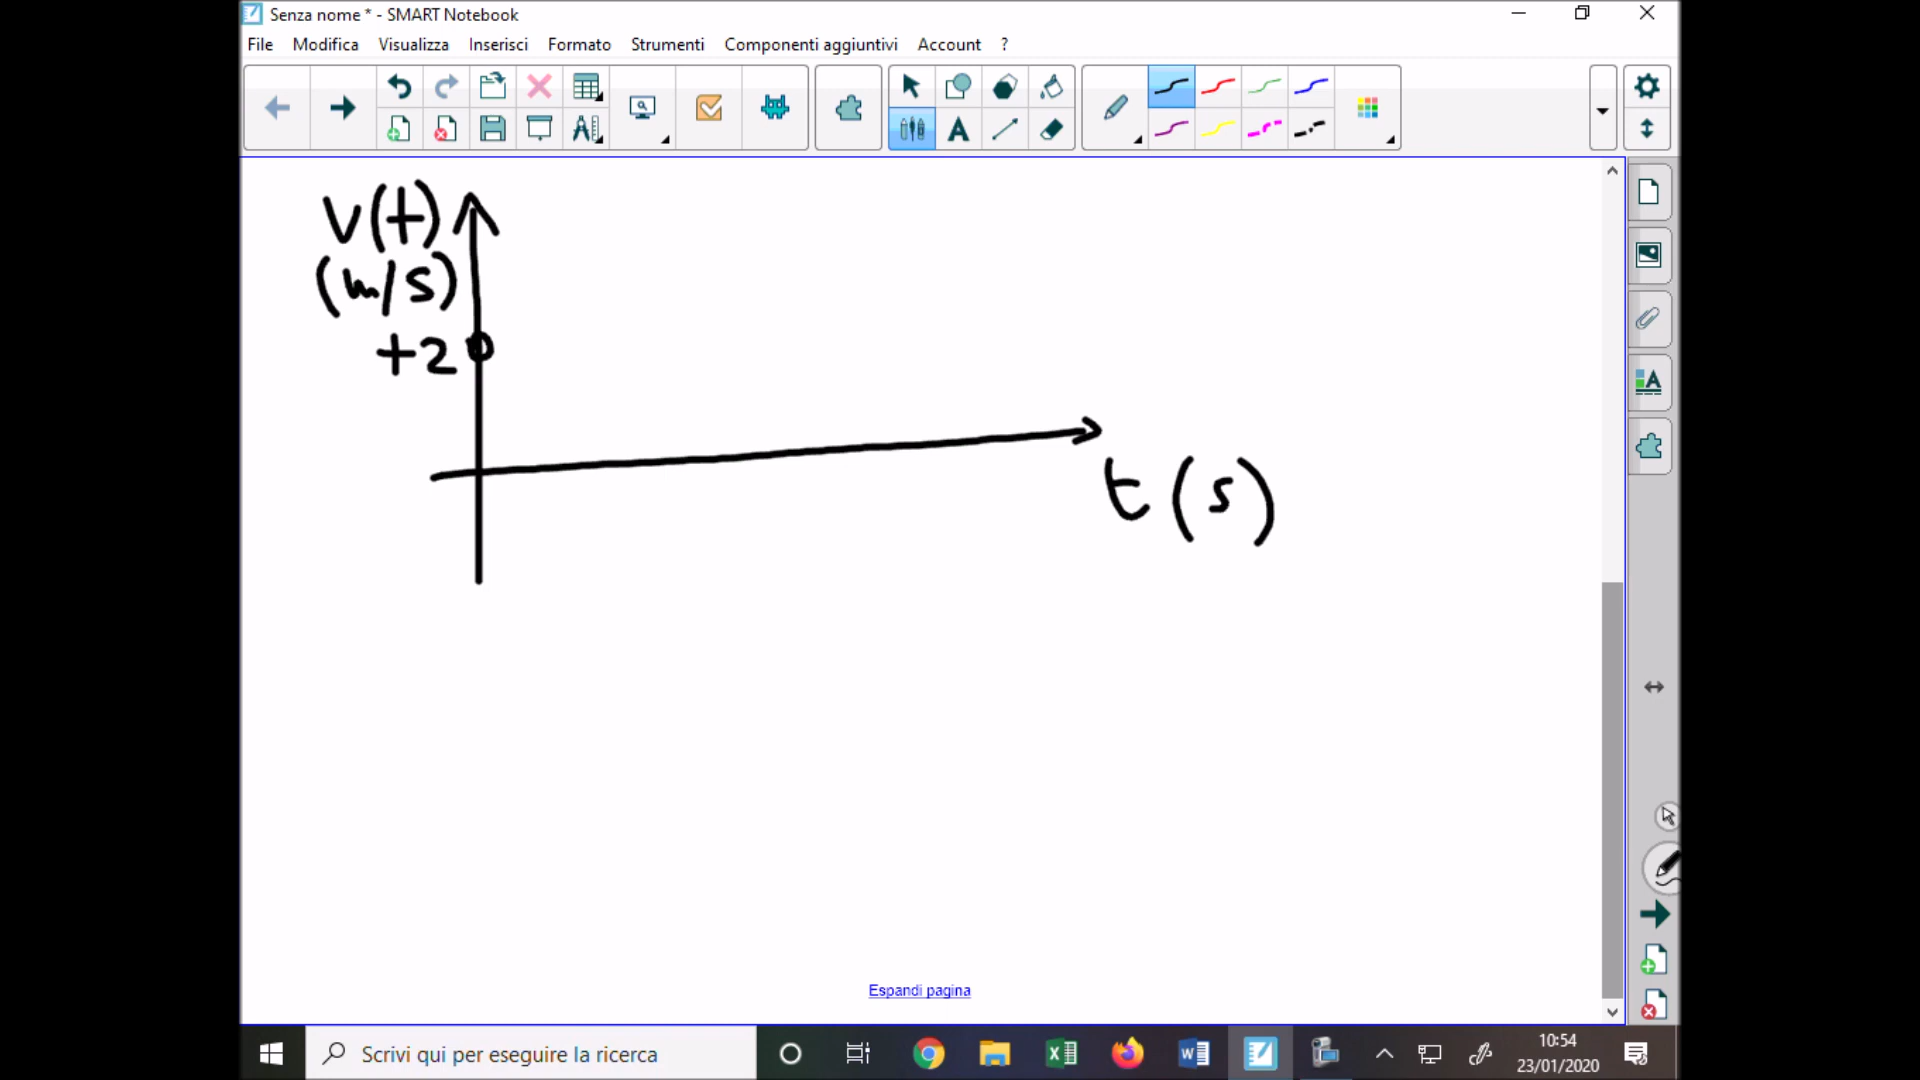 Senza nome * - SMART Notebook
File Modifica Visualizza Inserisci Formato Strumenti Componenti aggiuntivi Account ?
v(t)
(m/s)
+2
t (s)
Espandi pagina
Scrivi qui per eseguire la ricerca
10:54
23/01/2020